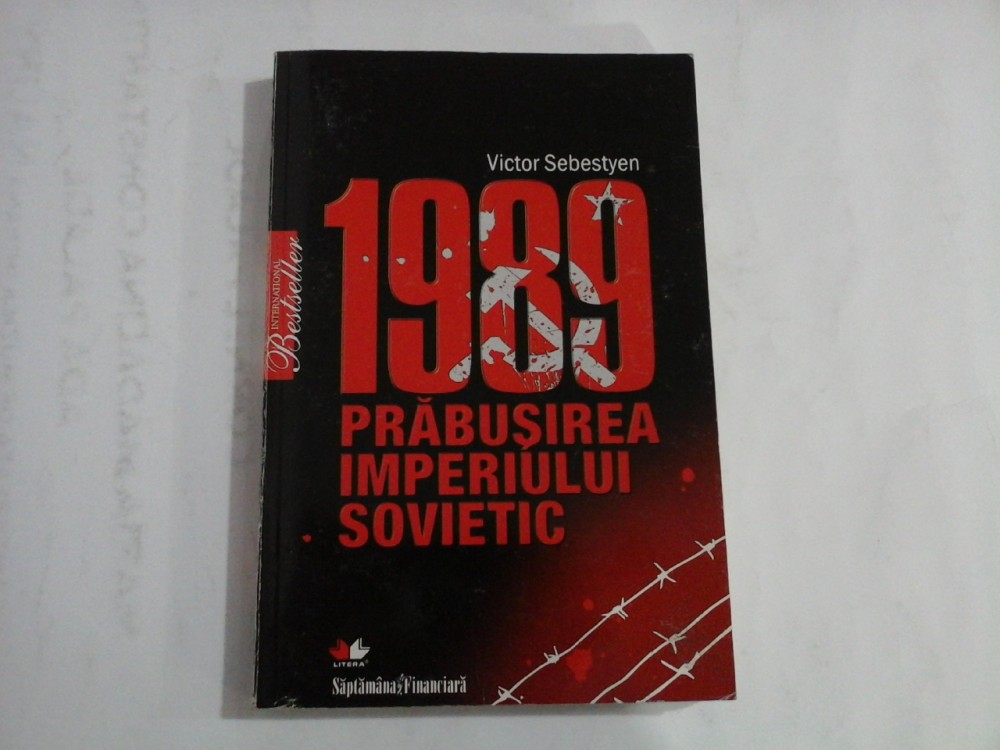 Victor Sebestyen
1989
INTERNATIONAL
Bestseller
PRĂBUȘIREA
IMPERIULUI
SOVIETIC
LITERA®
Săptămâna Financiară